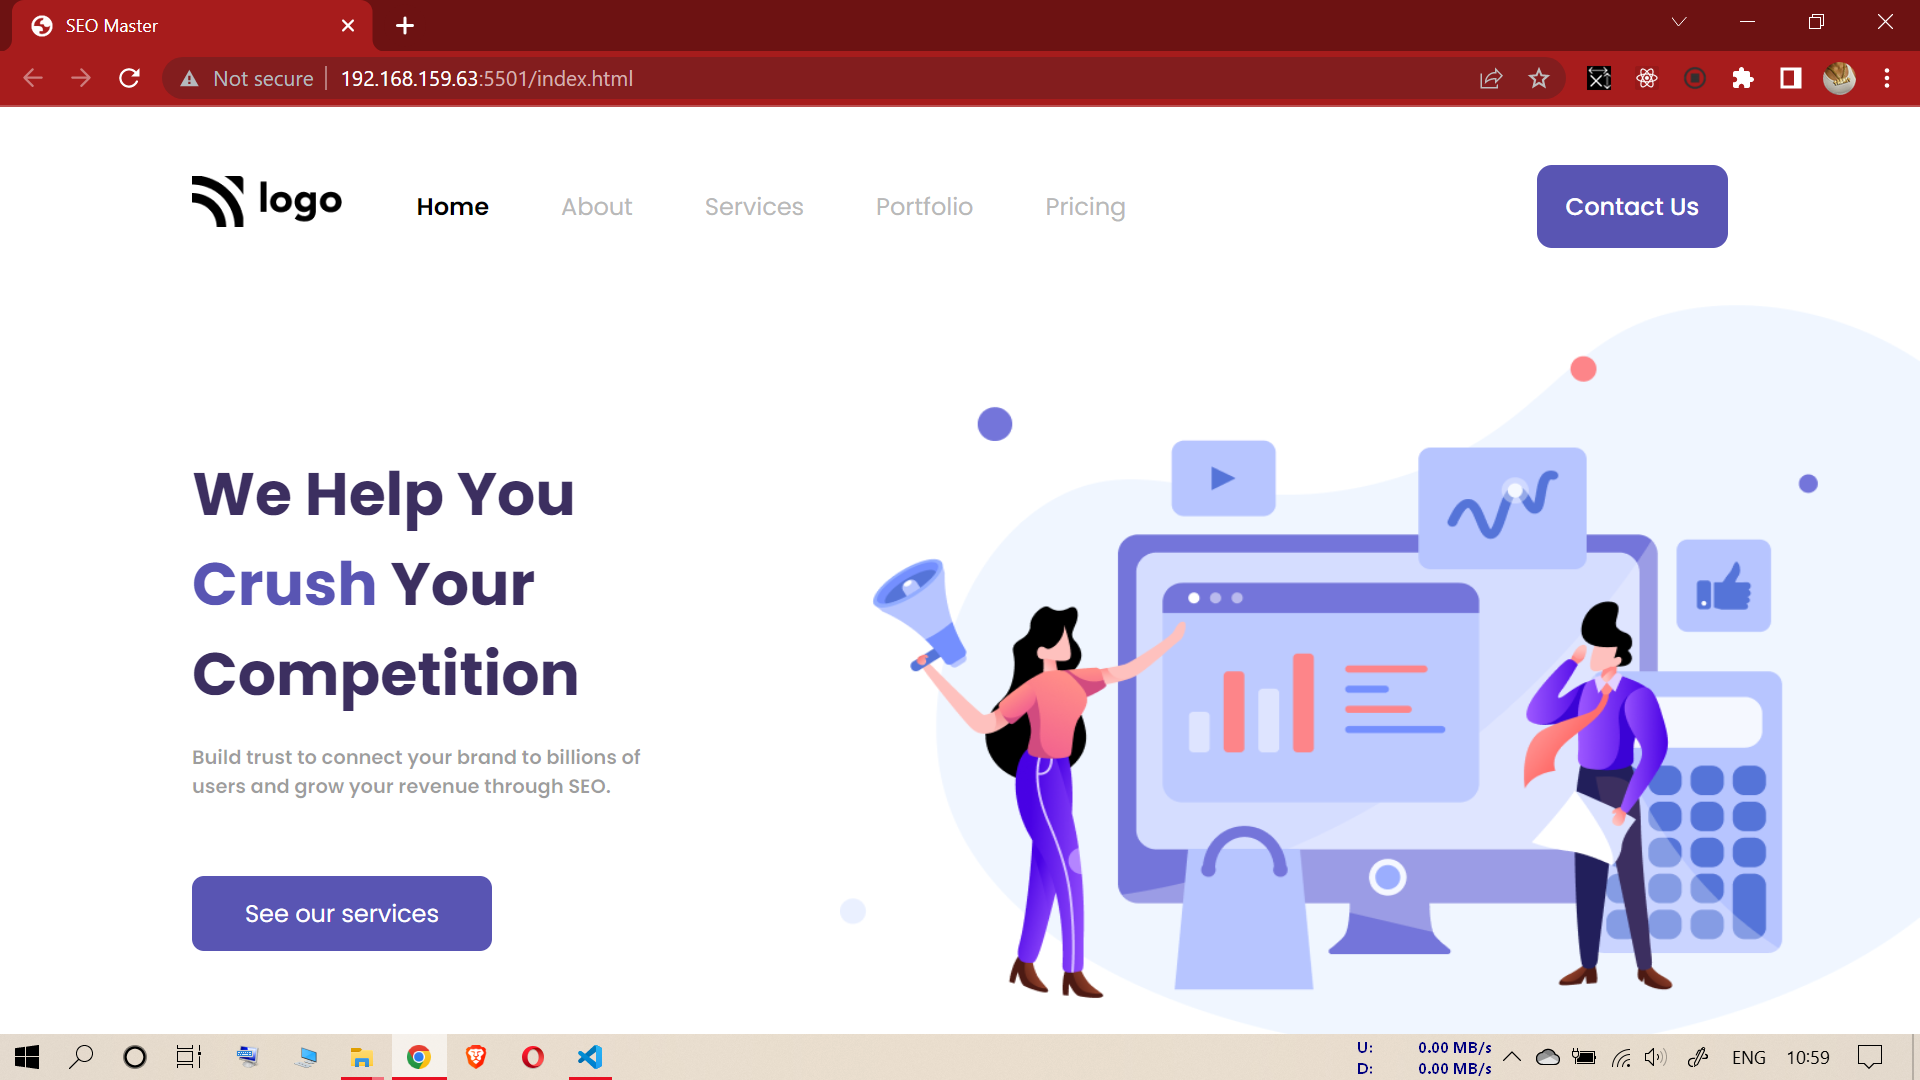 SEO Master
Not secure
192.168.159.63:5501/index.html
logo
Home
About
Services
Portfolio
Pricing
Contact Us
We Help You
Crush Your
Competition
Build trust to connect your brand to billions of
users and grow your revenue through SEO.
See our services
U: 0.00 MB/s
D: 0.00 MB/s
ENG
10:59